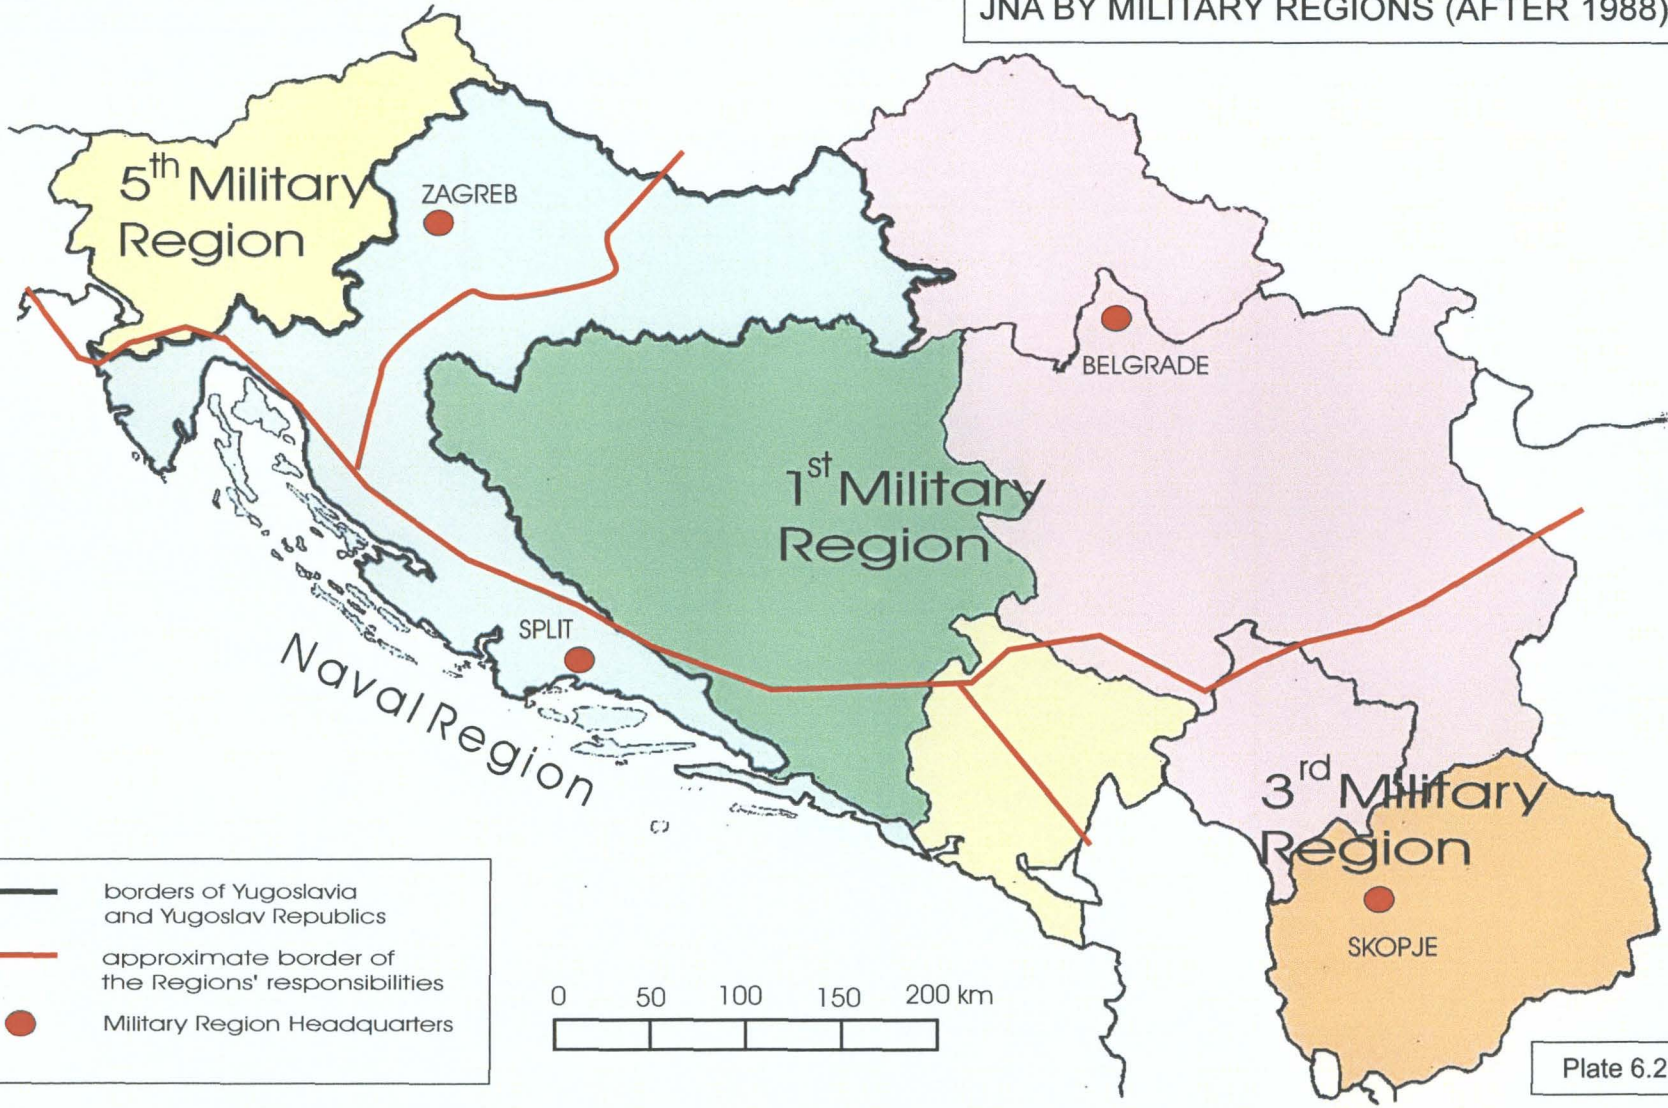 JNA BY MILITARY REGIONS (AFTER 1988)
5th Military
Region
ZAGREB
BELGRADE
1st Military
Region
SPLIT
Naval Region
3rd Military
Region
SKOPJE
borders of Yugoslavia
and Yugoslav Republics
approximate border of
the Regions' responsibilities
Military Region Headquarters
0 50 100 150 200 km
Plate 6.2